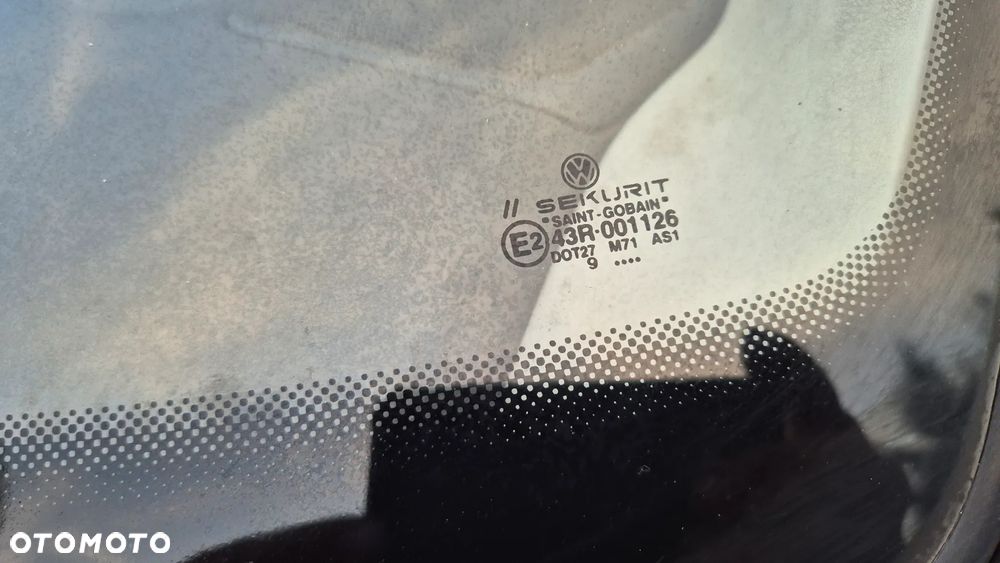 // SEKURIT
"SAINT-GOBAIN"
E2 43R-001126
DOT27 M71 AS1
9 ....
OTOMOTO